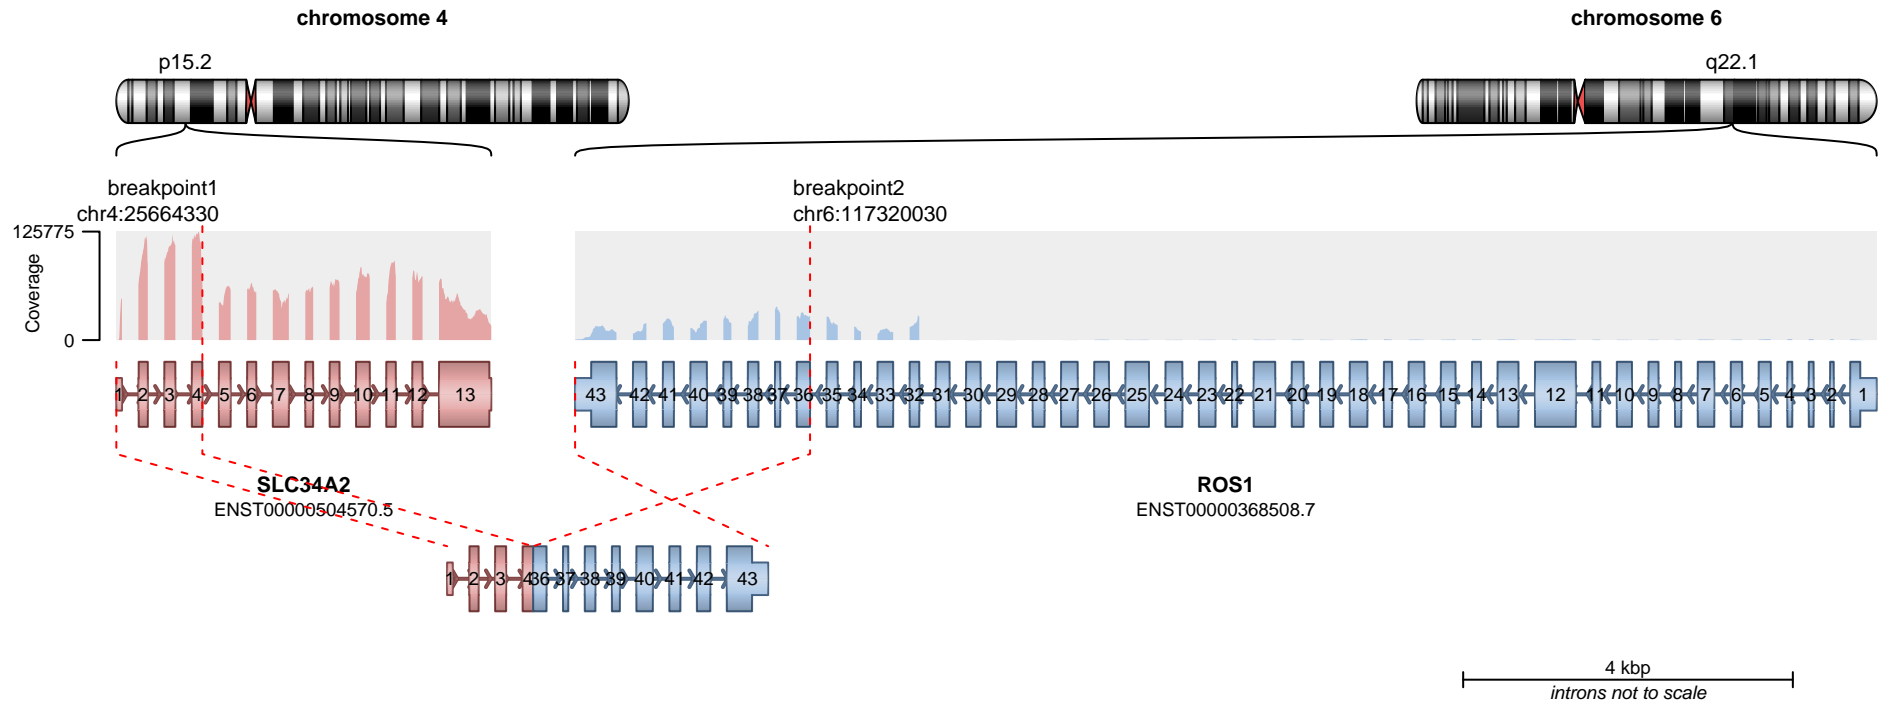 chromosome 4
chromosome 6
p15.2
q22.1
breakpoint1
chr4:25664330
breakpoint2
chr6:117320030
125775
Coverage
0
1 2 3 4 5 6 7 8 9 10 11 12 13
43 42 41 40 39 38 37 36 35 34 33 32 31 30 29 28 27 26 25 24 23 22 21 20 19 18 17 16 15 14 13 12 11 10 9 8 7 6 5 4 3 2 1
SLC34A2
ENST00000504570.5
ROS1
ENST00000368508.7
1 2 3 4 36 37 38 39 40 41 42 43
4 kbp
introns not to scale